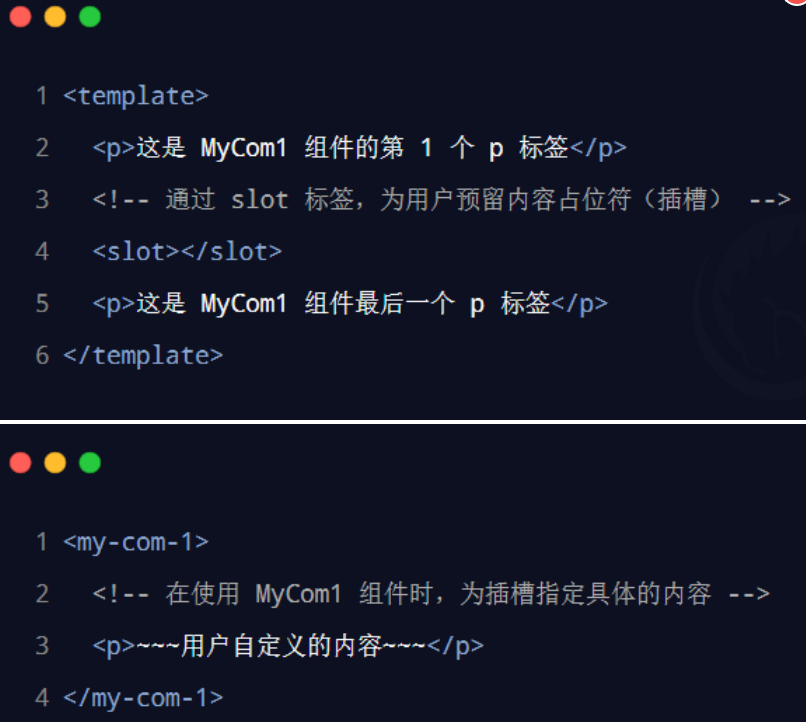 1 <template>
2   <p>这是 MyCom1 组件的第 1 个 p 标签</p>
3   <!-- 通过 slot 标签，为用户预留内容占位符（插槽） -->
4   <slot></slot>
5   <p>这是 MyCom1 组件最后一个 p 标签</p>
6 </template>
1 <my-com-1>
2   <!-- 在使用 MyCom1 组件时，为插槽指定具体的内容 -->
3   <p>~~~用户自定义的内容~~~</p>
4 </my-com-1>